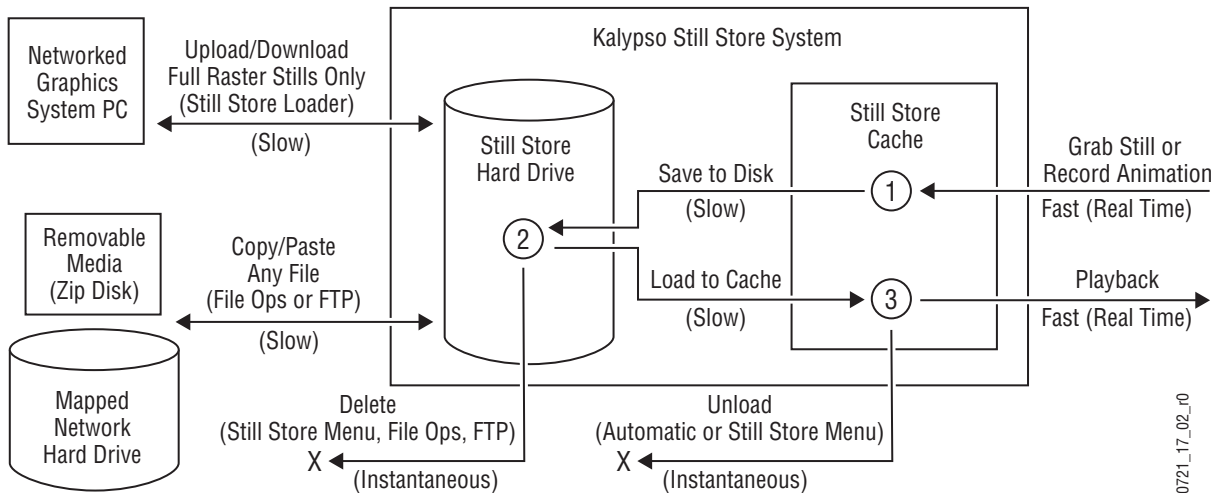 Kalypso Still Store System
Networked
Graphics
System PC
Upload/Download
Full Raster Stills Only
(Still Store Loader)
(Slow)
Still Store
Hard Drive
2
Still Store
Cache
Save to Disk
(Slow)
1
Grab Still or
Record Animation
Fast (Real Time)
Removable
Media
(Zip Disk)
Copy/Paste
Any File
(File Ops or FTP)
(Slow)
Load to Cache
(Slow)
3
Playback
Fast (Real Time)
Mapped
Network
Hard Drive
Delete
(Still Store Menu, File Ops, FTP)
X
(Instantaneous)
Unload
(Automatic or Still Store Menu)
X
(Instantaneous)
0721_17_02_r0